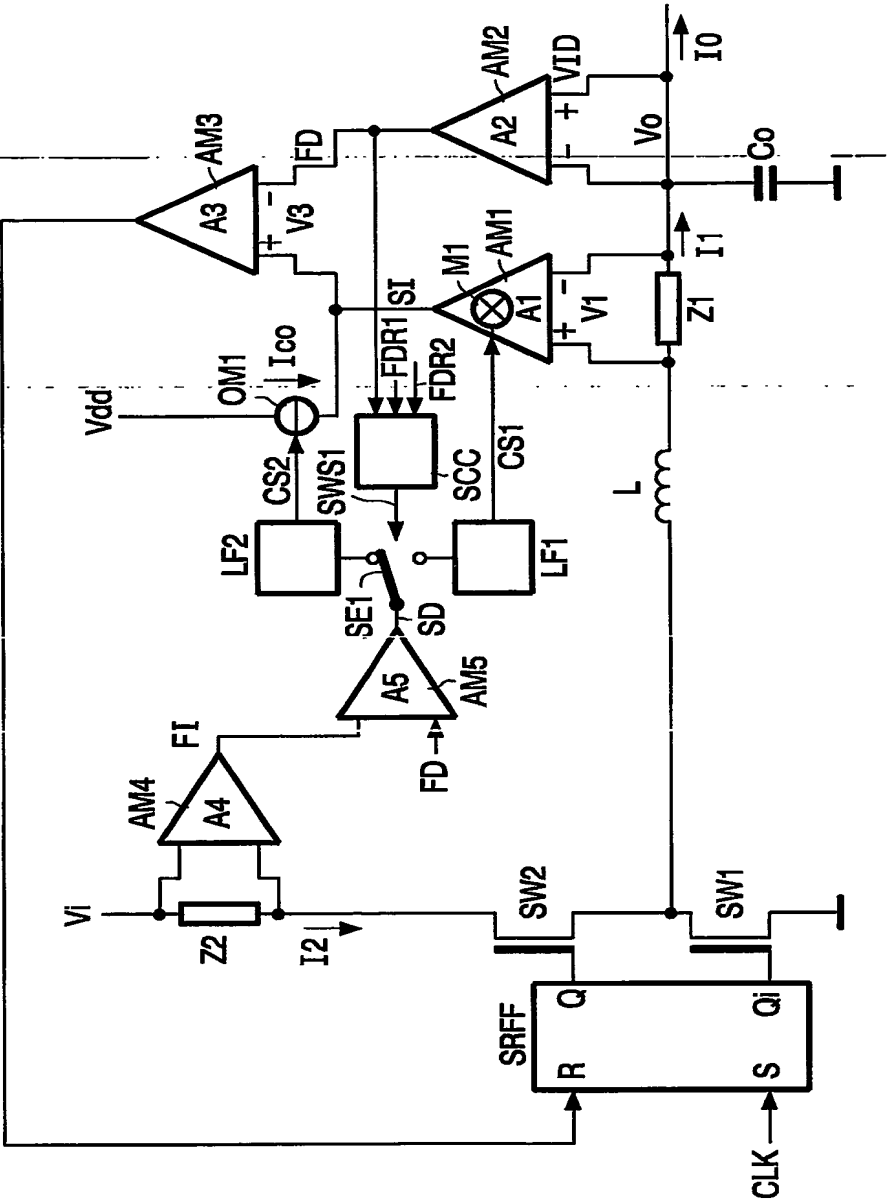 Vdd
OM1
Ico
CS2
LF2
SWS1
SE1
SD
A5
AM5
FD
FI
AM4
A4
Vi
Z2
I2
SW2
SW1
SRFF
R
Q
S
Qi
CLK
AM3
A3
+
-
V3
FD
SI
FDR1
FDR2
SCC
CS1
LF1
M1
AM1
A1
+
-
V1
Z1
I1
L
AM2
A2
-
+
VID
Vo
Co
I0